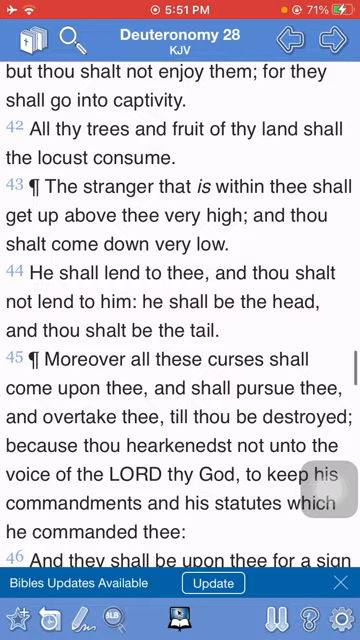 5:51 PM
71%
Deuteronomy 28
KJV
but thou shalt not enjoy them; for they
shall go into captivity.
42 All thy trees and fruit of thy land shall
the locust consume.
43 ¶ The stranger that is within thee shall
get up above thee very high; and thou
shalt come down very low.
44 He shall lend to thee, and thou shalt
not lend to him: he shall be the head,
and thou shalt be the tail.
45 ¶ Moreover all these curses shall
come upon thee, and shall pursue thee,
and overtake thee, till thou be destroyed;
because thou hearkenedst not unto the
voice of the LORD thy God, to keep his
commandments and his statutes which
he commanded thee:
46 And they shall be upon thee for a sign
Bibles Updates Available
Update